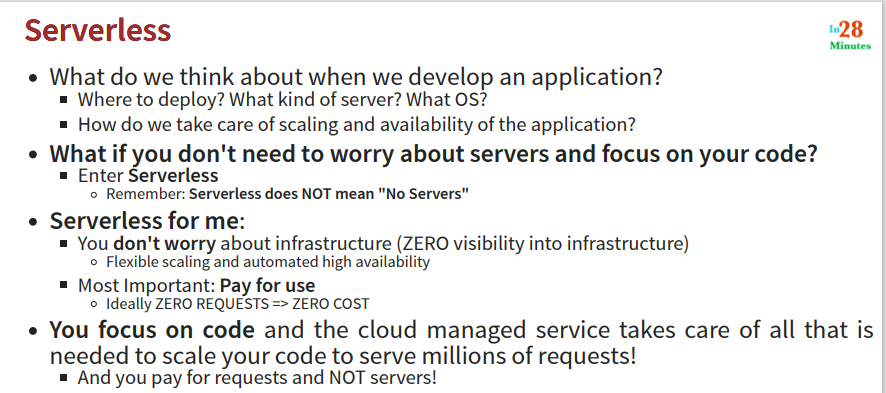 Serverless
In28
Minutes
• What do we think about when we develop an application?
▪ Where to deploy? What kind of server? What OS?
▪ How do we take care of scaling and availability of the application?
• What if you don't need to worry about servers and focus on your code?
▪ Enter Serverless
○ Remember: Serverless does NOT mean "No Servers"
• Serverless for me:
▪ You don't worry about infrastructure (ZERO visibility into infrastructure)
○ Flexible scaling and automated high availability
▪ Most Important: Pay for use
○ Ideally ZERO REQUESTS => ZERO COST
• You focus on code and the cloud managed service takes care of all that is
needed to scale your code to serve millions of requests!
▪ And you pay for requests and NOT servers!